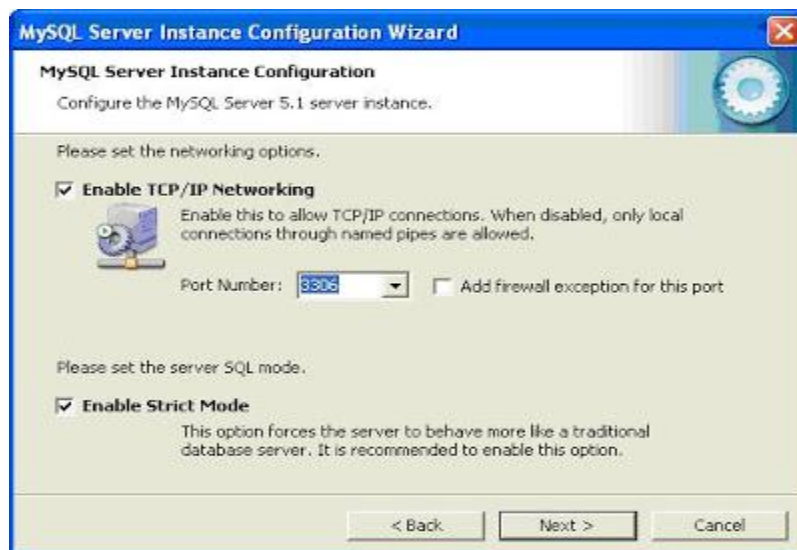 MySQL Server Instance Configuration Wizard
MySQL Server Instance Configuration
Configure the MySQL Server 5.1 server instance.
Please set the networking options.
Enable TCP/IP Networking
Enable this to allow TCP/IP connections. When disabled, only local
connections through named pipes are allowed.
Port Number: 3306 Add firewall exception for this port
Please set the server SQL mode.
Enable Strict Mode
This option forces the server to behave more like a traditional
database server. It is recommended to enable this option.
< Back Next > Cancel